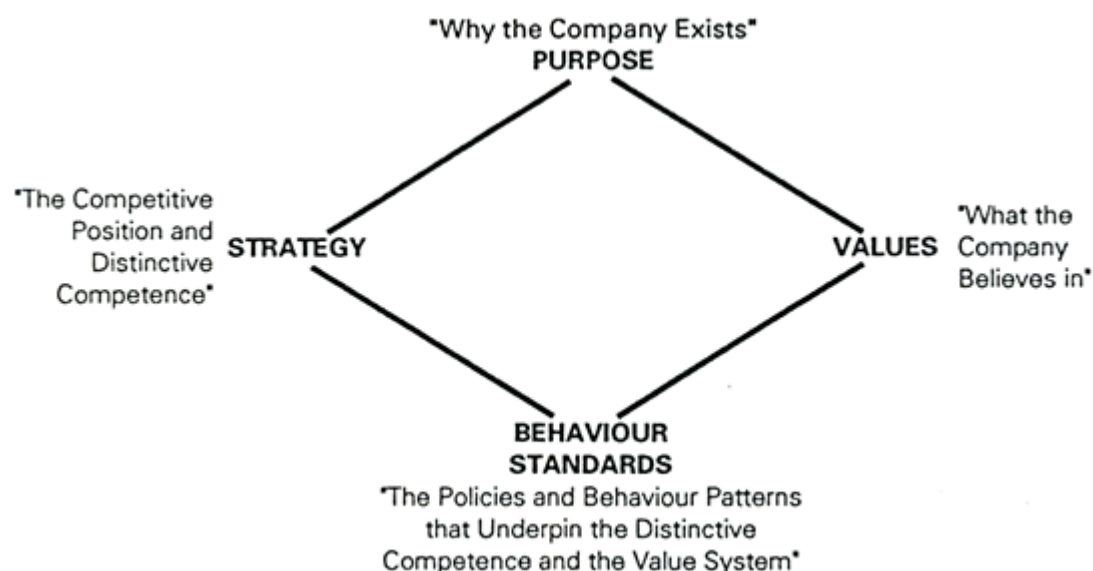 "Why the Company Exists"
PURPOSE
"The Competitive
Position and
Distinctive
Competence"
STRATEGY
VALUES
"What the
Company
Believes in"
BEHAVIOUR
STANDARDS
"The Policies and Behaviour Patterns
that Underpin the Distinctive
Competence and the Value System"